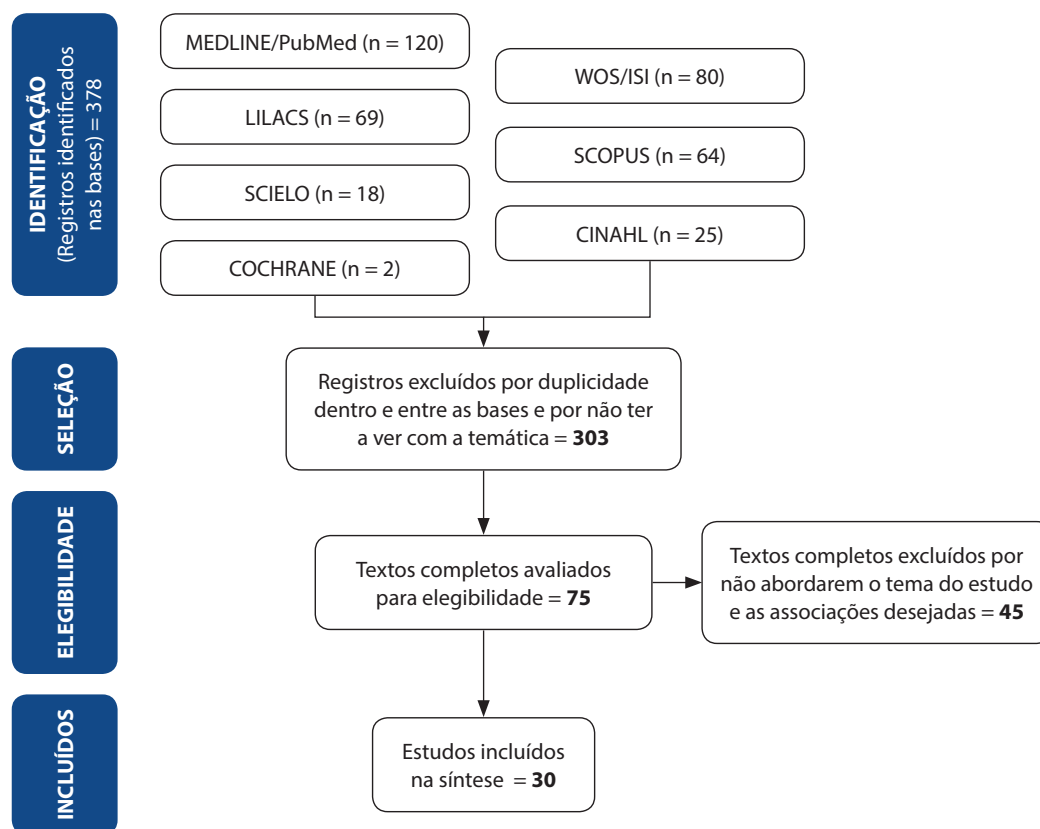 IDENTIFICAÇÃO
(Registros identificados
nas bases) = 378
MEDLINE/PubMed (n = 120)
LILACS (n = 69)
SCIELO (n = 18)
COCHRANE (n = 2)
WOS/ISI (n = 80)
SCOPUS (n = 64)
CINAHL (n = 25)
SELEÇÃO
Registros excluídos por duplicidade
dentro e entre as bases e por não ter
a ver com a temática = 303
ELEGIBILIDADE
Textos completos avaliados
para elegibilidade = 75
Textos completos excluídos por
não abordarem o tema do estudo
e as associações desejadas = 45
INCLUÍDOS
Estudos incluídos
na síntese = 30